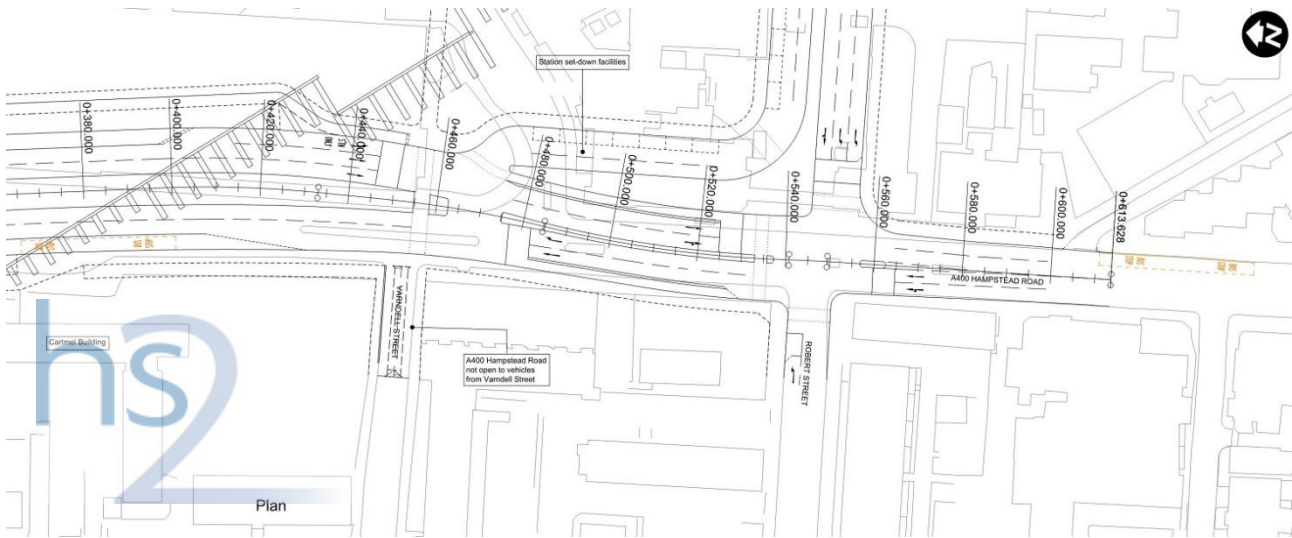 N
Station set-down facilities
0+380.000
0+400.000
0+420.000
0+440.000
0+460.000
0+480.000
0+500.000
0+520.000
0+540.000
0+560.000
0+580.000
0+600.000
0+613.628
A400 HAMPSTEAD ROAD
VARNDELL STREET
ROBERT STREET
Cartmel Building
A400 Hampstead Road
not open to vehicles
from Varndell Street
hs2
Plan